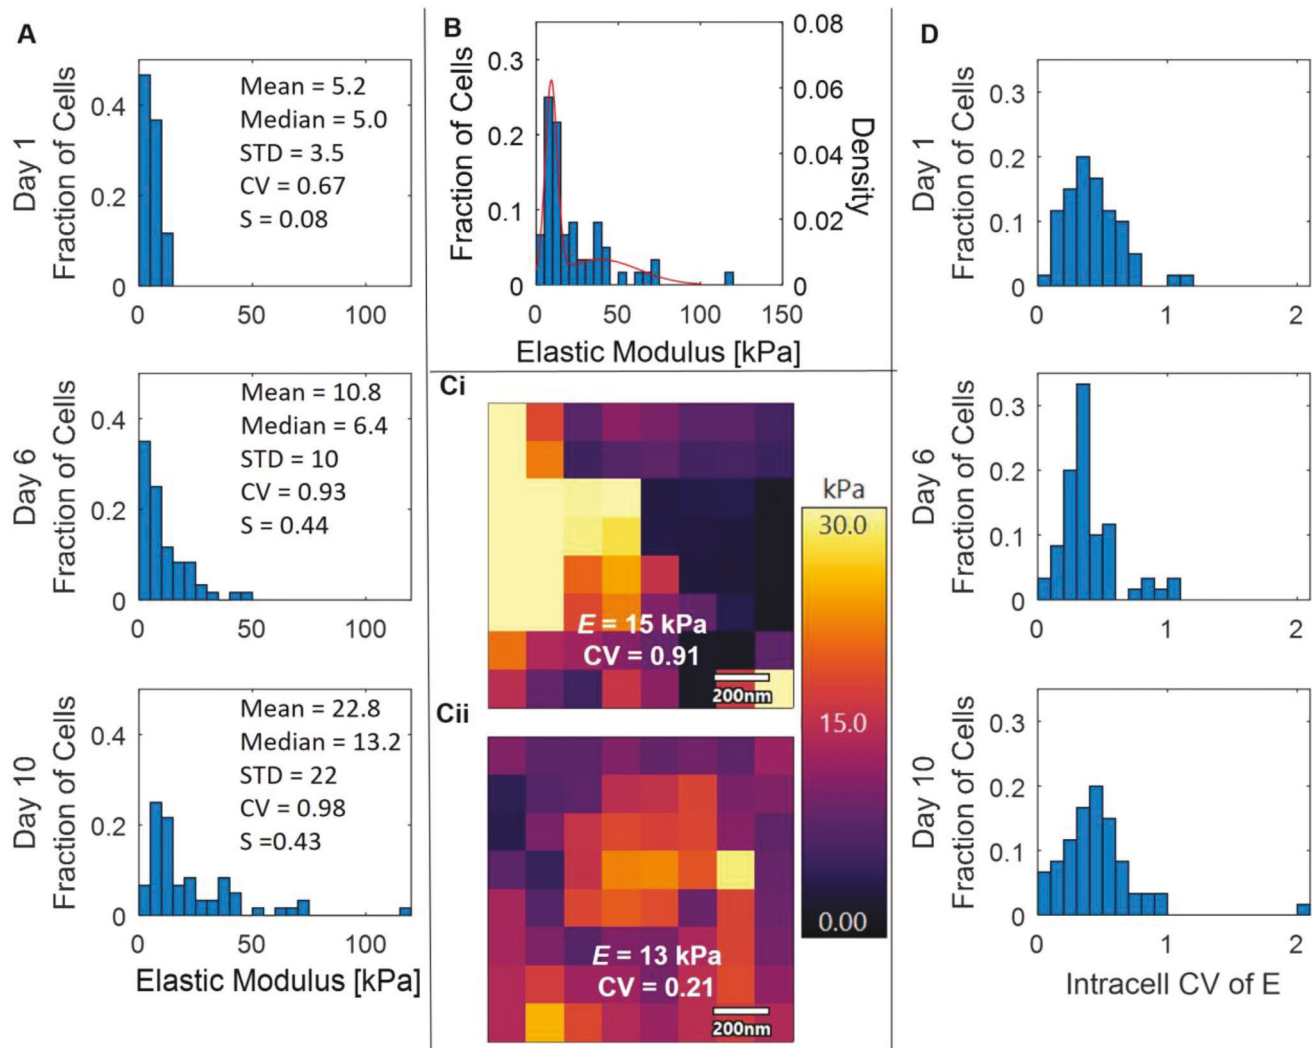 A
Day 1
Fraction of Cells
0.4
0.2
0
Mean = 5.2
Median = 5.0
STD = 3.5
CV = 0.67
S = 0.08
0 50 100
Day 6
Fraction of Cells
0.4
0.2
0
Mean = 10.8
Median = 6.4
STD = 10
CV = 0.93
S = 0.44
0 50 100
Day 10
Fraction of Cells
0.4
0.2
0
Mean = 22.8
Median = 13.2
STD = 22
CV = 0.98
S =0.43
0 50 100
Elastic Modulus [kPa]
B
Fraction of Cells
0.3
0.2
0.1
0
0.08
0.06
0.04
0.02
0
Density
0 50 100 150
Elastic Modulus [kPa]
Ci
E = 15 kPa
CV = 0.91
200nm
Cii
E = 13 kPa
CV = 0.21
200nm
kPa
30.0
15.0
0.00
D
Day 1
Fraction of Cells
0.3
0.2
0.1
0
0 1 2
Day 6
Fraction of Cells
0.3
0.2
0.1
0
0 1 2
Day 10
Fraction of Cells
0.3
0.2
0.1
0
0 1 2
Intracell CV of E